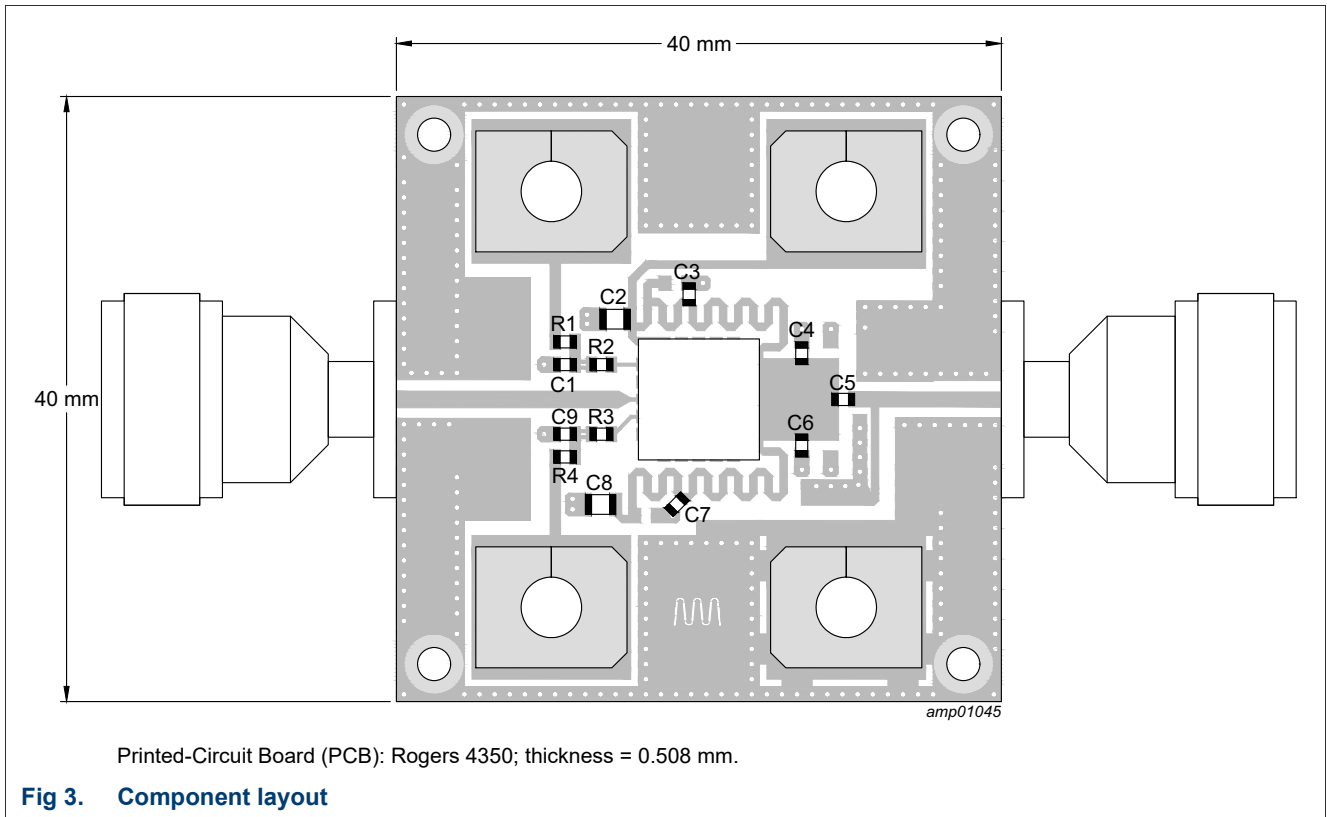 40 mm
C3
C2
R1
C4
R2
C1
C5
40 mm
C9 R3
C6
R4
C8
C7
amp01045
Printed-Circuit Board (PCB): Rogers 4350; thickness = 0.508 mm.
Fig 3. Component layout